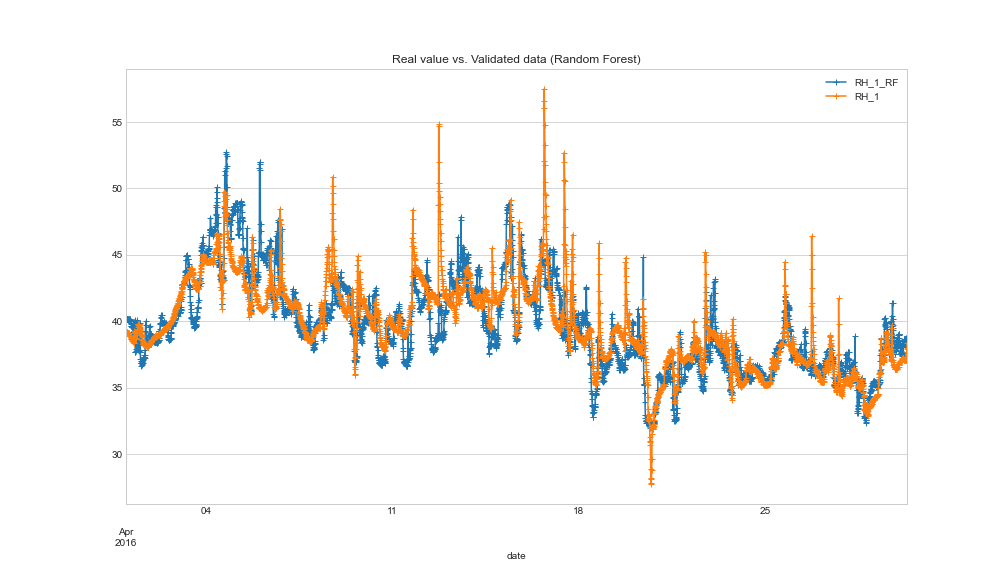 Real value vs. Validated data (Random Forest)
RH_1_RF
RH_1
55
50
45
40
35
30
04
11
18
25
Apr
2016
date